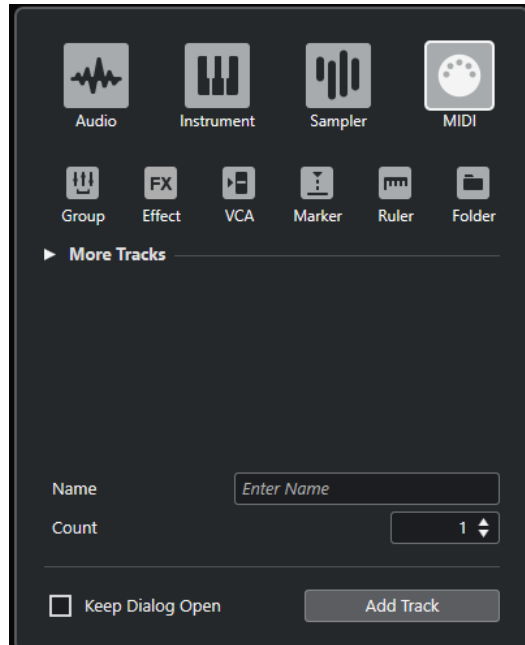 Audio Instrument Sampler MIDI
FX
Group Effect VCA Marker Ruler Folder
More Tracks
Name Enter Name
Count 1
Keep Dialog Open Add Track